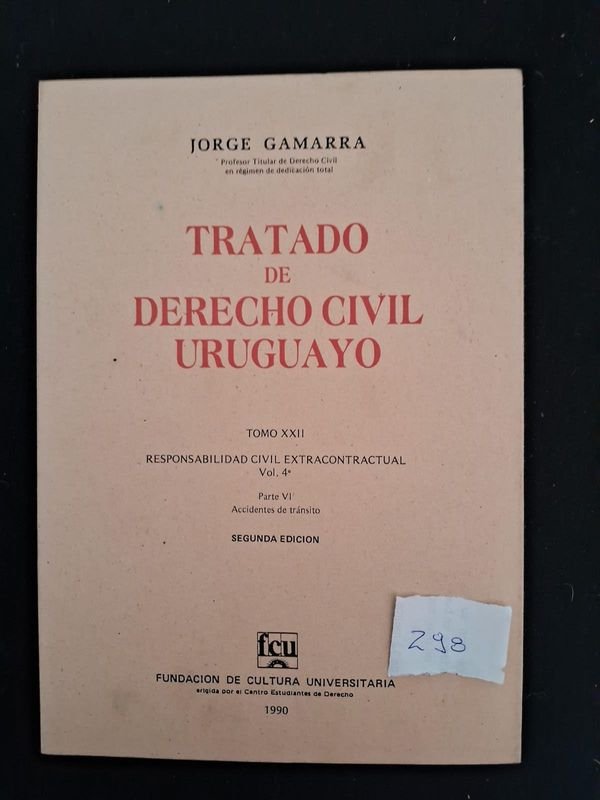 JORGE GAMARRA
Profesor Titular de Derecho Civil
en régimen de dedicación total
TRATADO
DE
DERECHO CIVIL
URUGUAYO
TOMO XXII
RESPONSABILIDAD CIVIL EXTRACONTRACTUAL
Vol. 4º
Parte VI
Accidentes de tránsito
SEGUNDA EDICION
298
fcu
FUNDACION DE CULTURA UNIVERSITARIA
erigida por el Centro Estudiantes de Derecho
1990